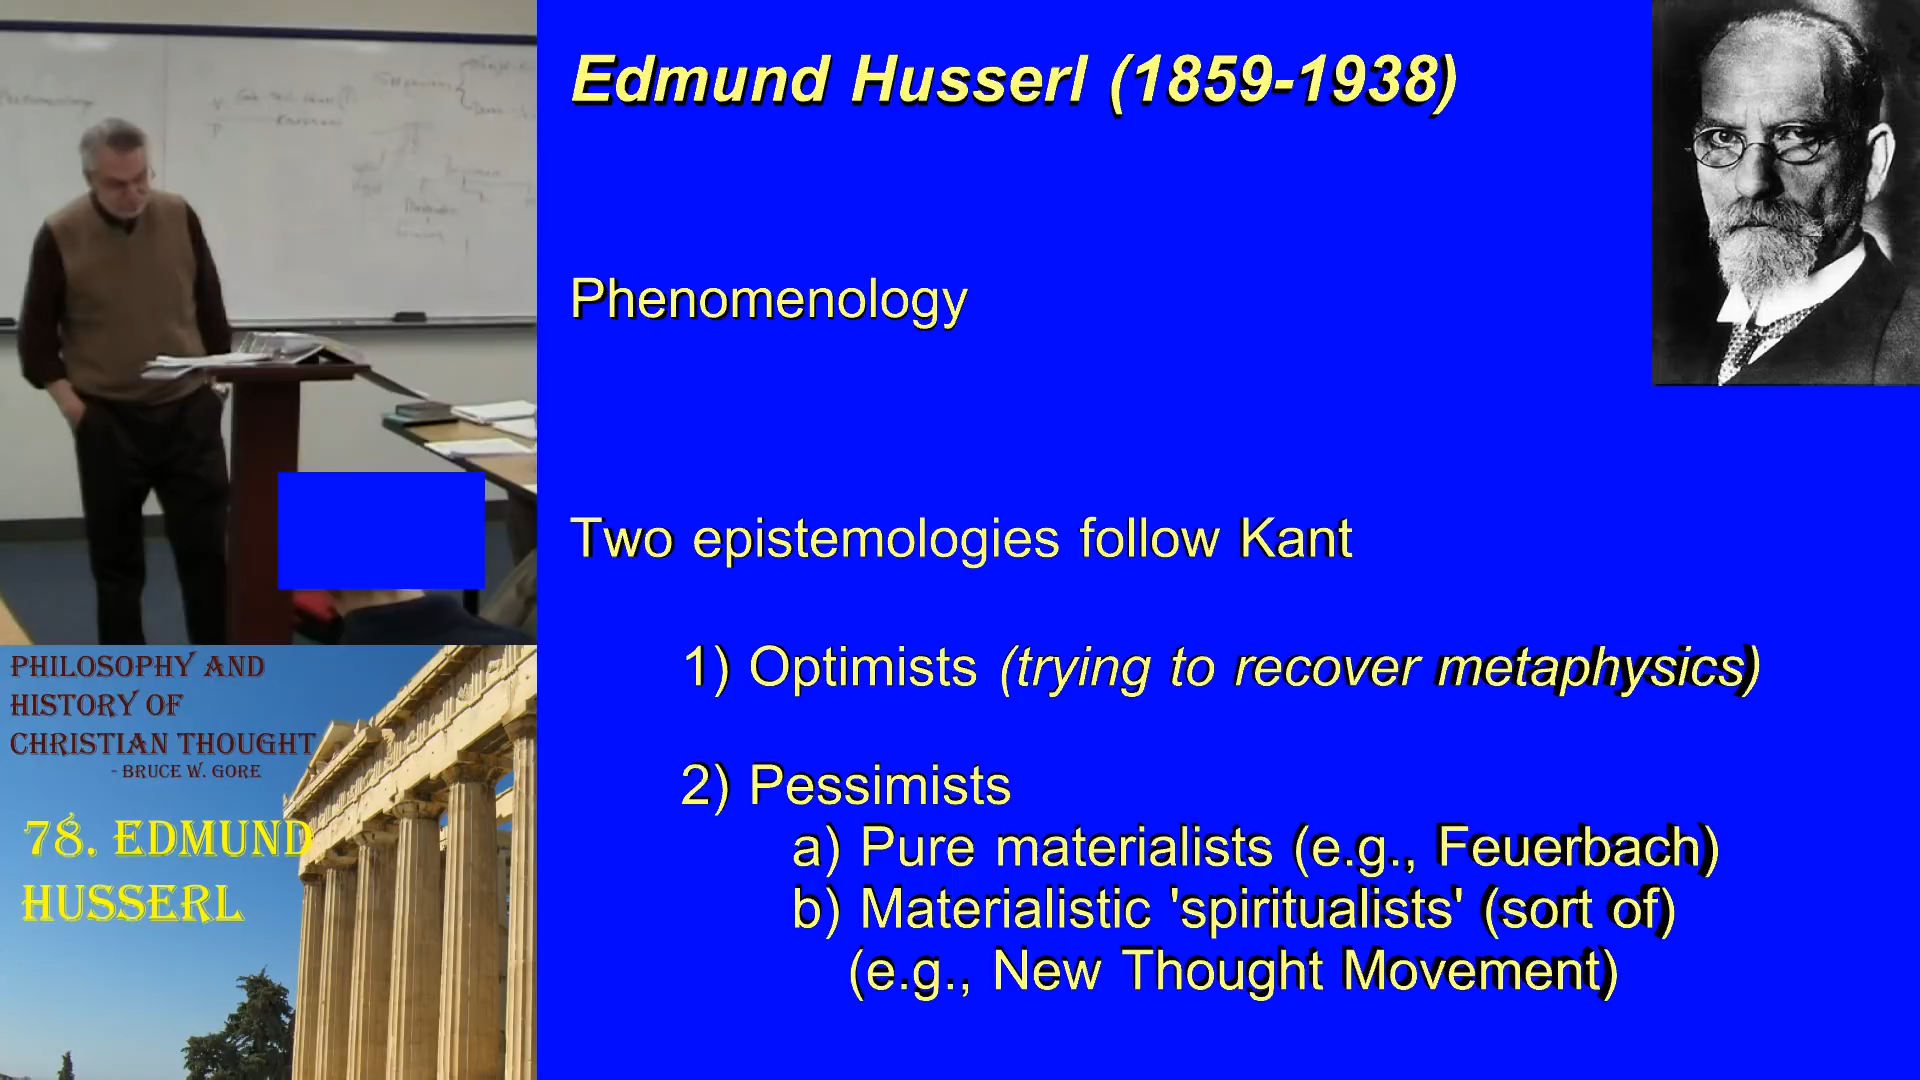 Edmund Husserl (1859-1938)
Phenomenology
Two epistemologies follow Kant
1) Optimists (trying to recover metaphysics)
2) Pessimists
a) Pure materialists (e.g., Feuerbach)
b) Materialistic 'spiritualists' (sort of)
(e.g., New Thought Movement)
PHILOSOPHY AND
HISTORY OF
CHRISTIAN THOUGHT
- BRUCE W. GORE
78. EDMUND
HUSSERL